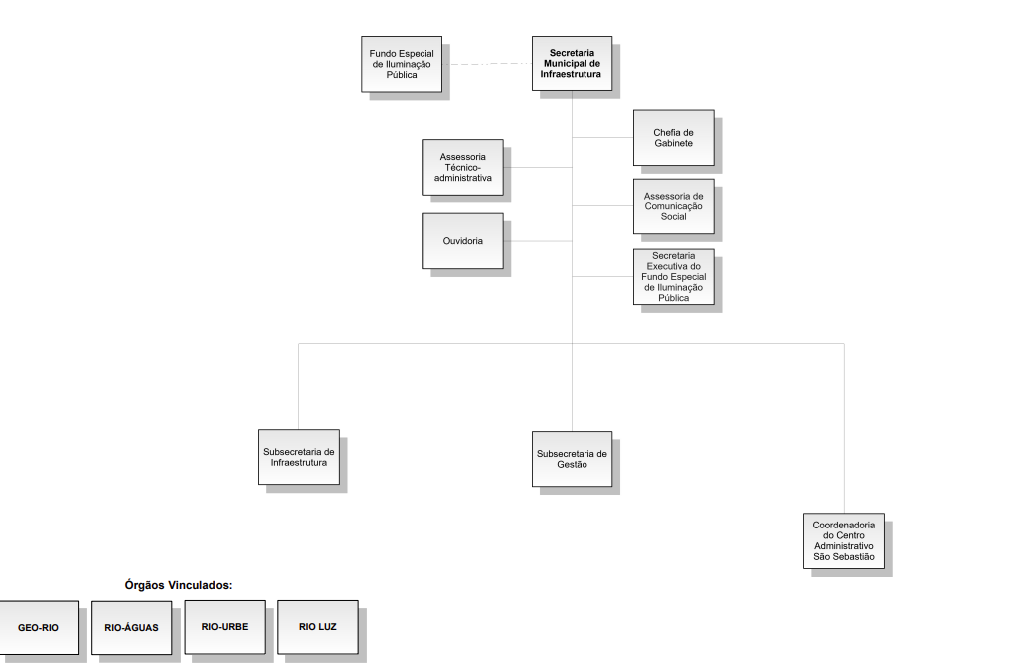 Fundo Especial
de Iluminação
Pública
Secretaria
Municipal de
Infraestrutura
Chefia de
Gabinete
Assessoria
Técnico-
administrativa
Assessoria de
Comunicação
Social
Ouvidoria
Secretaria
Executiva do
Fundo Especial
de Iluminação
Pública
Subsecretaria de
Infraestrutura
Subsecretaria de
Gestão
Coordenadoria
do Centro
Administrativo
São Sebastião
Órgãos Vinculados:
GEO-RIO
RIO-ÁGUAS
RIO-URBE
RIO LUZ